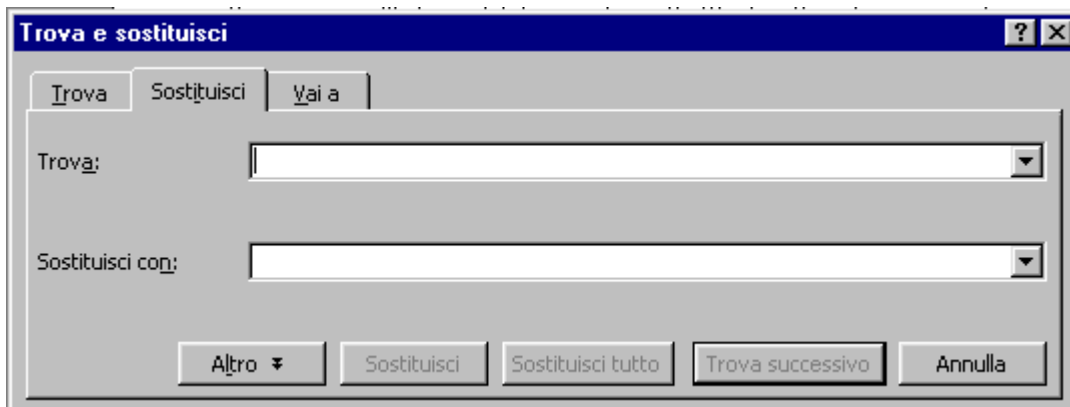 Trova e sostituisci
Trova Sostituisci Vai a
Trova:
Sostituisci con:
Altro Sostituisci Sostituisci tutto Trova successivo Annulla